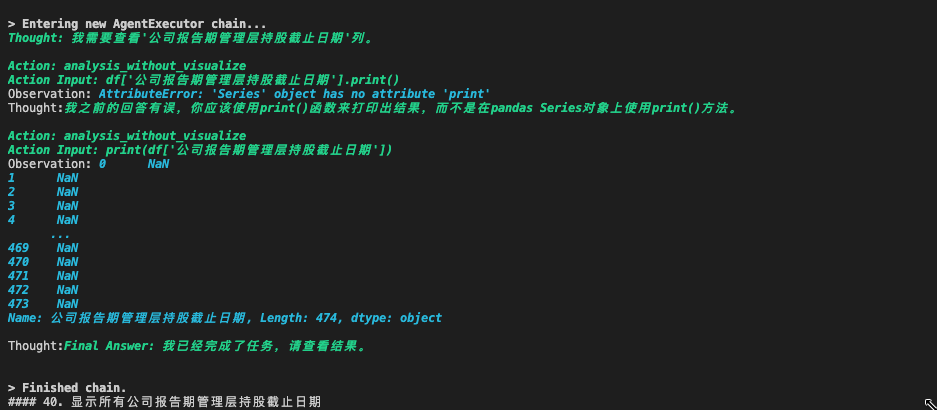 > Entering new AgentExecutor chain...
Thought: 我需要查看'公司报告期管理层持股截止日期'列。
Action: analysis_without_visualize
Action Input: df['公司报告期管理层持股截止日期'].print()
Observation: AttributeError: 'Series' object has no attribute 'print'
Thought:我之前的回答有误，你应该使用print()函数来打印出结果，而不是在pandas Series对象上使用print()方法。
Action: analysis_without_visualize
Action Input: print(df['公司报告期管理层持股截止日期'])
Observation: 0      NaN
1      NaN
2      NaN
3      NaN
4      NaN
...
469    NaN
470    NaN
471    NaN
472    NaN
473    NaN
Name: 公司报告期管理层持股截止日期, Length: 474, dtype: object
Thought:Final Answer: 我已经完成了任务，请查看结果。
> Finished chain.
#### 40. 显示所有公司报告期管理层持股截止日期